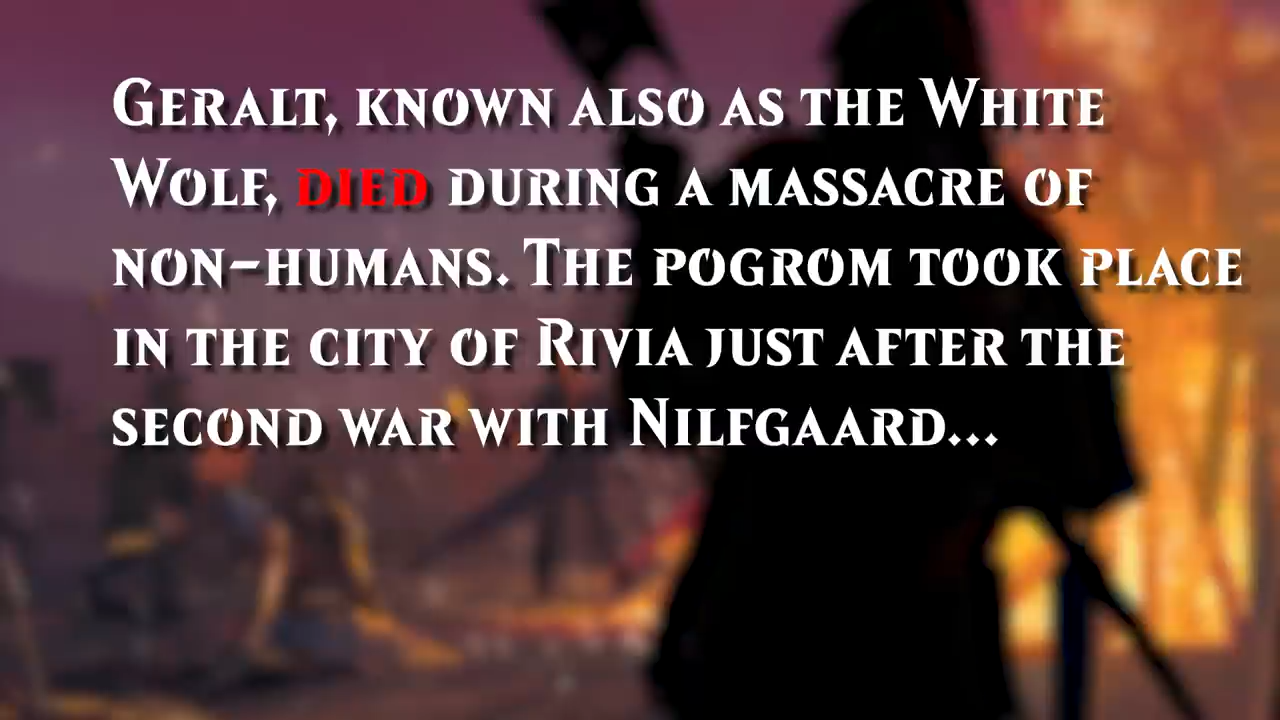 Geralt, known also as the White
Wolf, died during a massacre of
non-humans. The pogrom took place
in the city of Rivia just after the
second war with Nilfgaard...